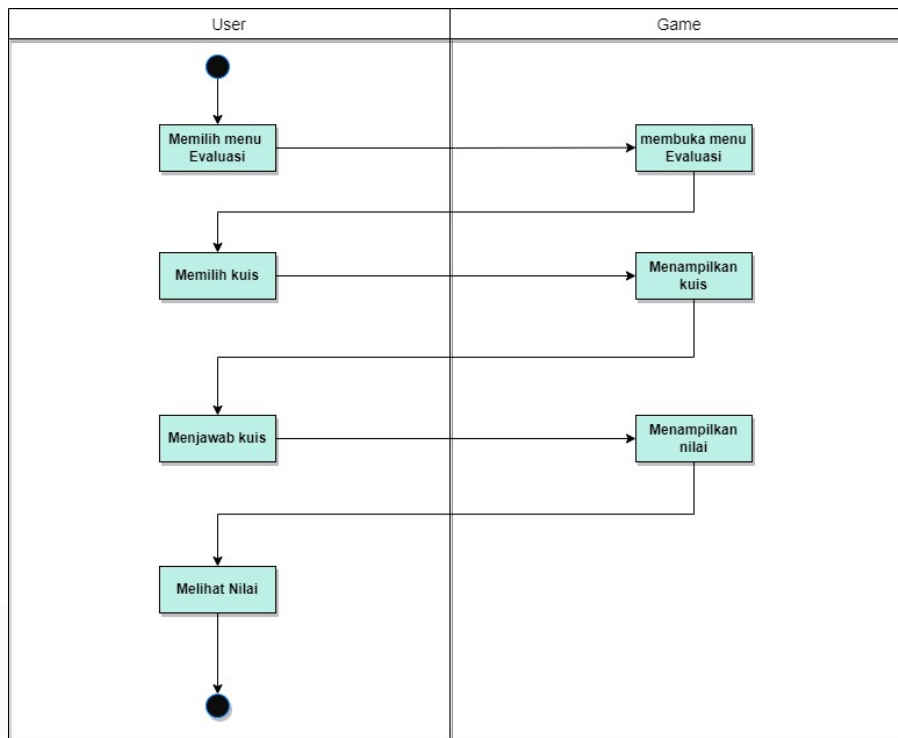 User
Game
Memilih menu
Evaluasi
membuka menu
Evaluasi
Memilih kuis
Menampilkan
kuis
Menjawab kuis
Menampilkan
nilai
Melihat Nilai